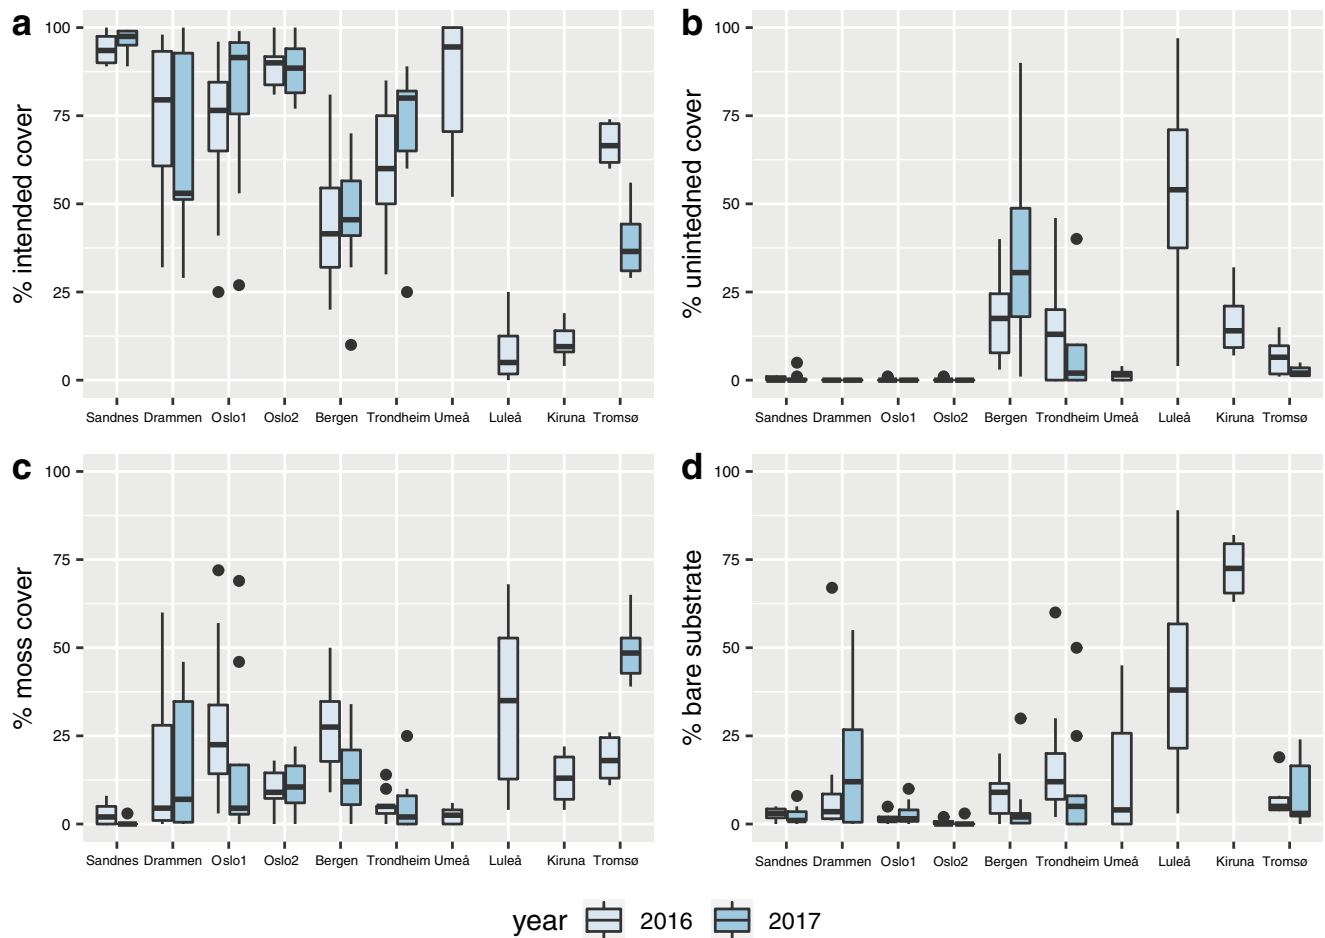 a
% intended cover
100
75
50
25
0
Sandnes Drammen Oslo1 Oslo2 Bergen Trondheim Umeå Luleå Kiruna Tromsø
b
% unintedned cover
100
75
50
25
0
Sandnes Drammen Oslo1 Oslo2 Bergen Trondheim Umeå Luleå Kiruna Tromsø
c
% moss cover
100
75
50
25
0
Sandnes Drammen Oslo1 Oslo2 Bergen Trondheim Umeå Luleå Kiruna Tromsø
d
% bare substrate
100
75
50
25
0
Sandnes Drammen Oslo1 Oslo2 Bergen Trondheim Umeå Luleå Kiruna Tromsø
year 2016 2017